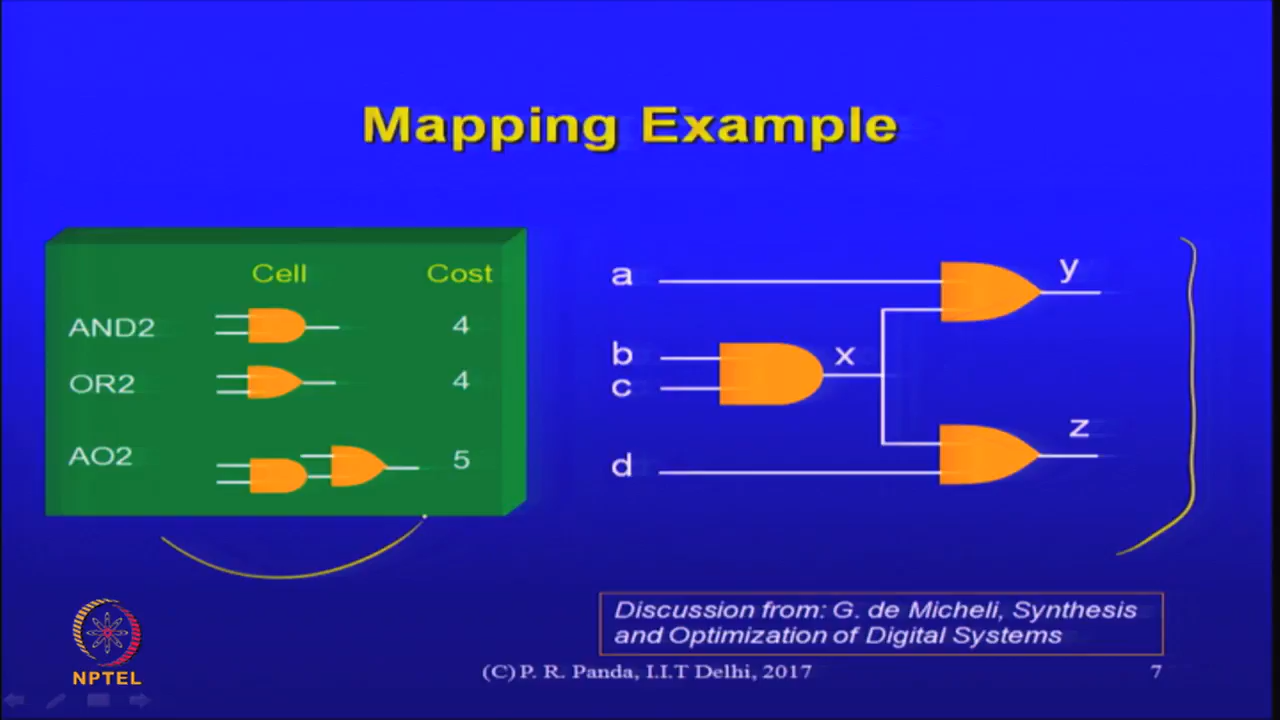 Mapping Example
Cell Cost
AND2 4
OR2 4
AO2 5
a
b
c
d
x
y
z
Discussion from: G. de Micheli, Synthesis
and Optimization of Digital Systems
(C) P. R. Panda, I.I.T Delhi, 2017
7
NPTEL